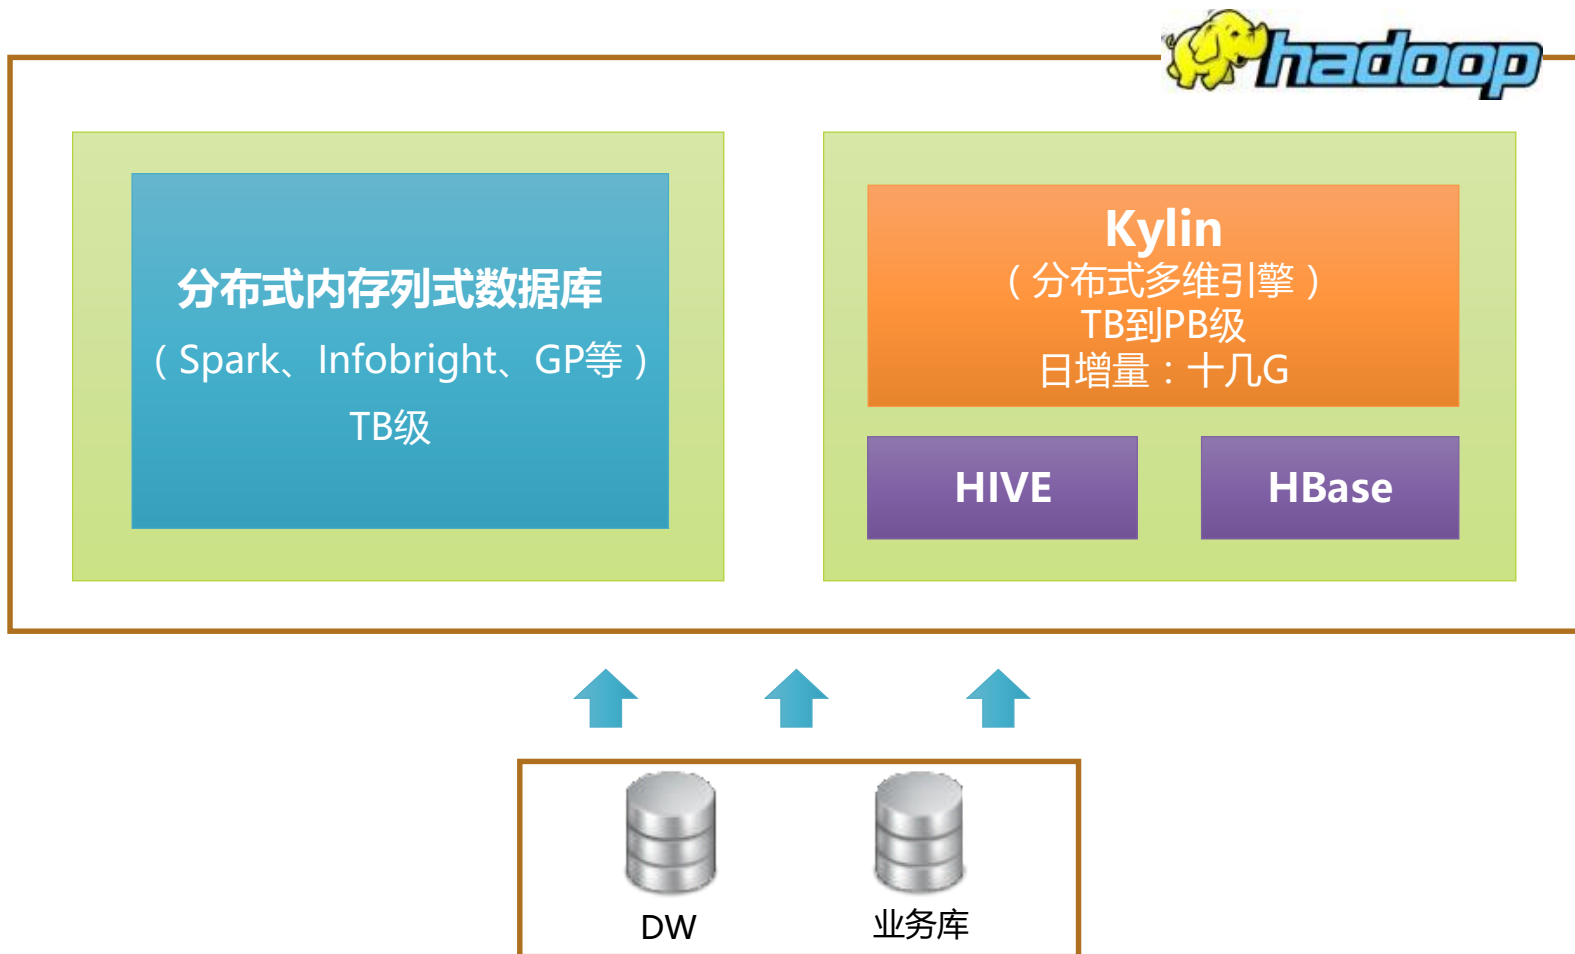 hadoop
分布式内存列式数据库
（Spark、Infobright、GP等）
TB级
Kylin
（分布式多维引擎）
TB到PB级
日增量：十几G
HIVE
HBase
DW
业务库